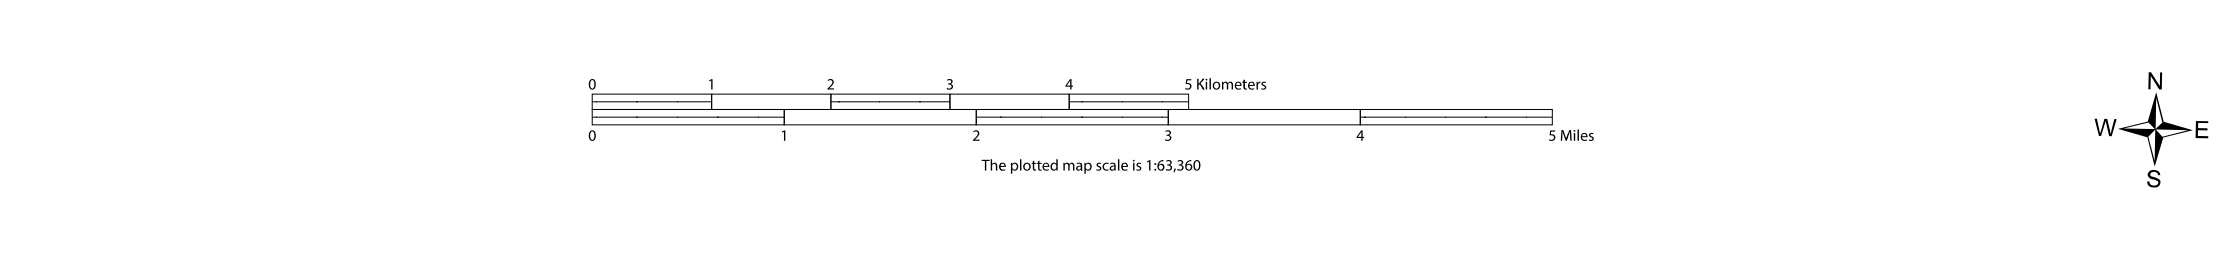 0 1 2 3 4 5 Kilometers
0 1 2 3 4 5 Miles
The plotted map scale is 1:63,360
N
W E
S